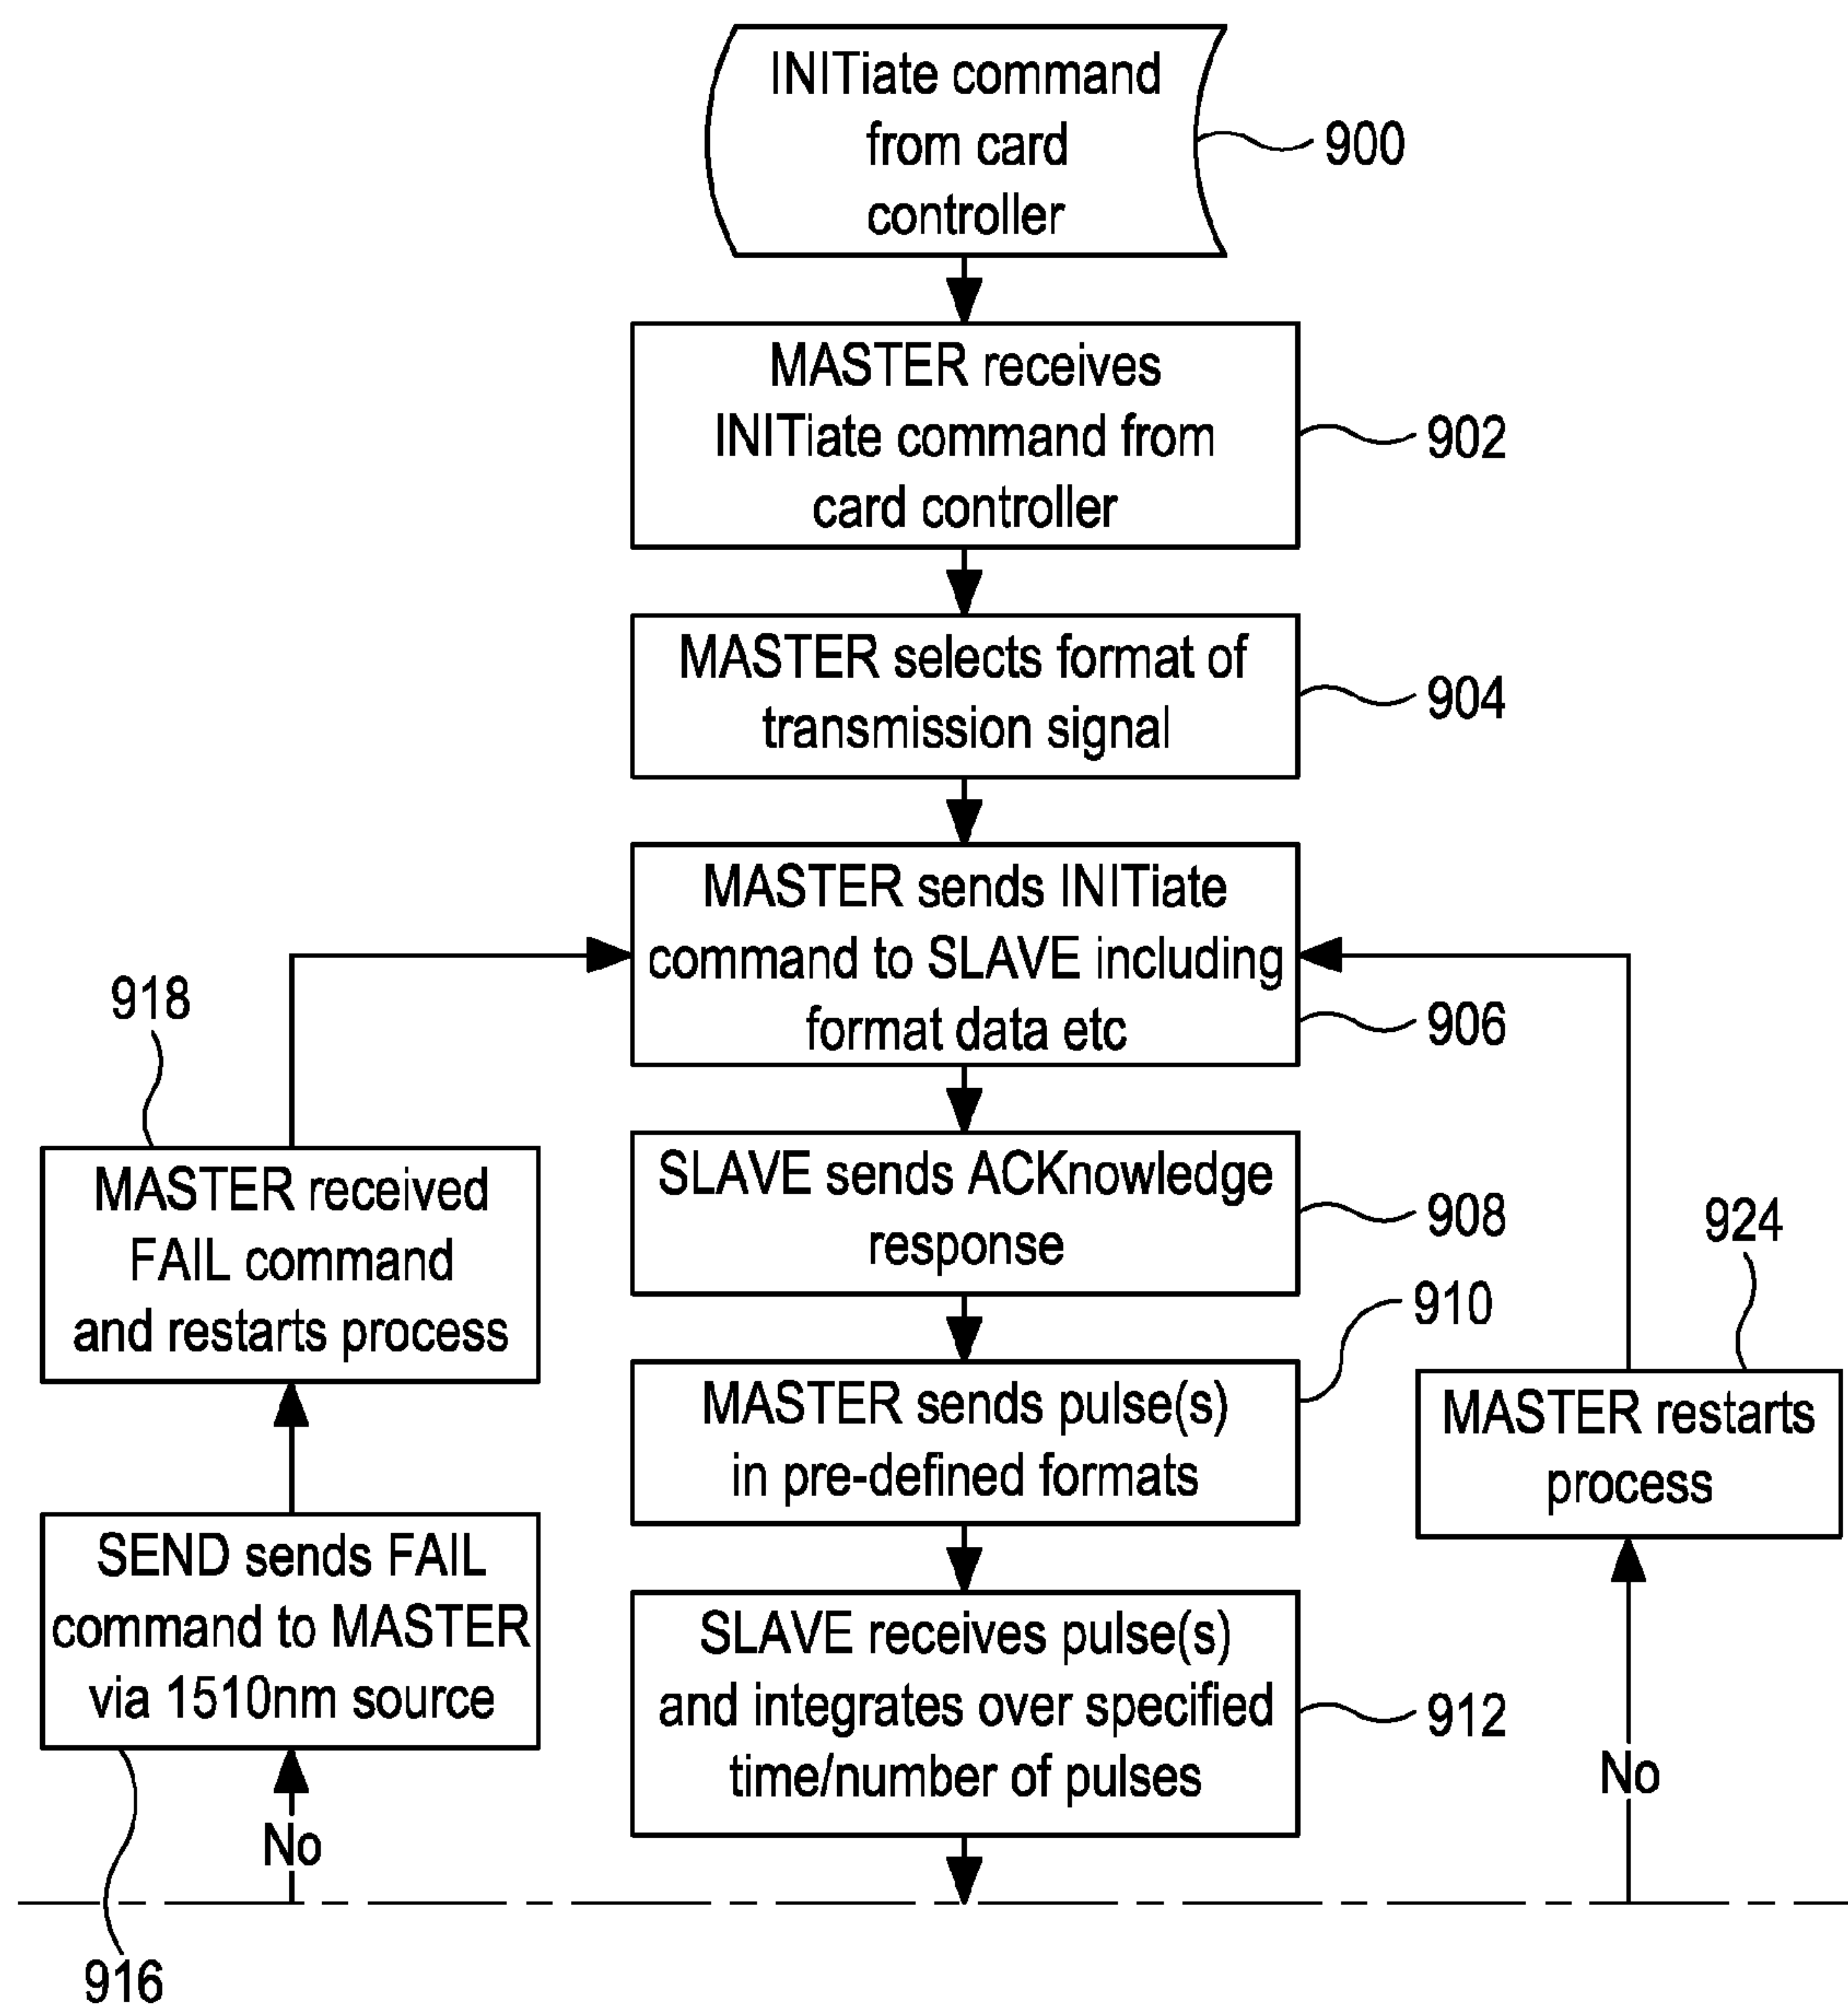 INITiate command
from card
controller
900
MASTER receives
INITiate command from
card controller
902
MASTER selects format of
transmission signal
904
MASTER sends INITiate
command to SLAVE including
format data etc
906
918
MASTER received
FAIL command
and restarts process
SLAVE sends ACKnowledge
response
908
924
910
MASTER sends pulse(s)
in pre-defined formats
MASTER restarts
process
SEND sends FAIL
command to MASTER
via 1510nm source
SLAVE receives pulse(s)
and integrates over specified
time/number of pulses
912
No
No
916